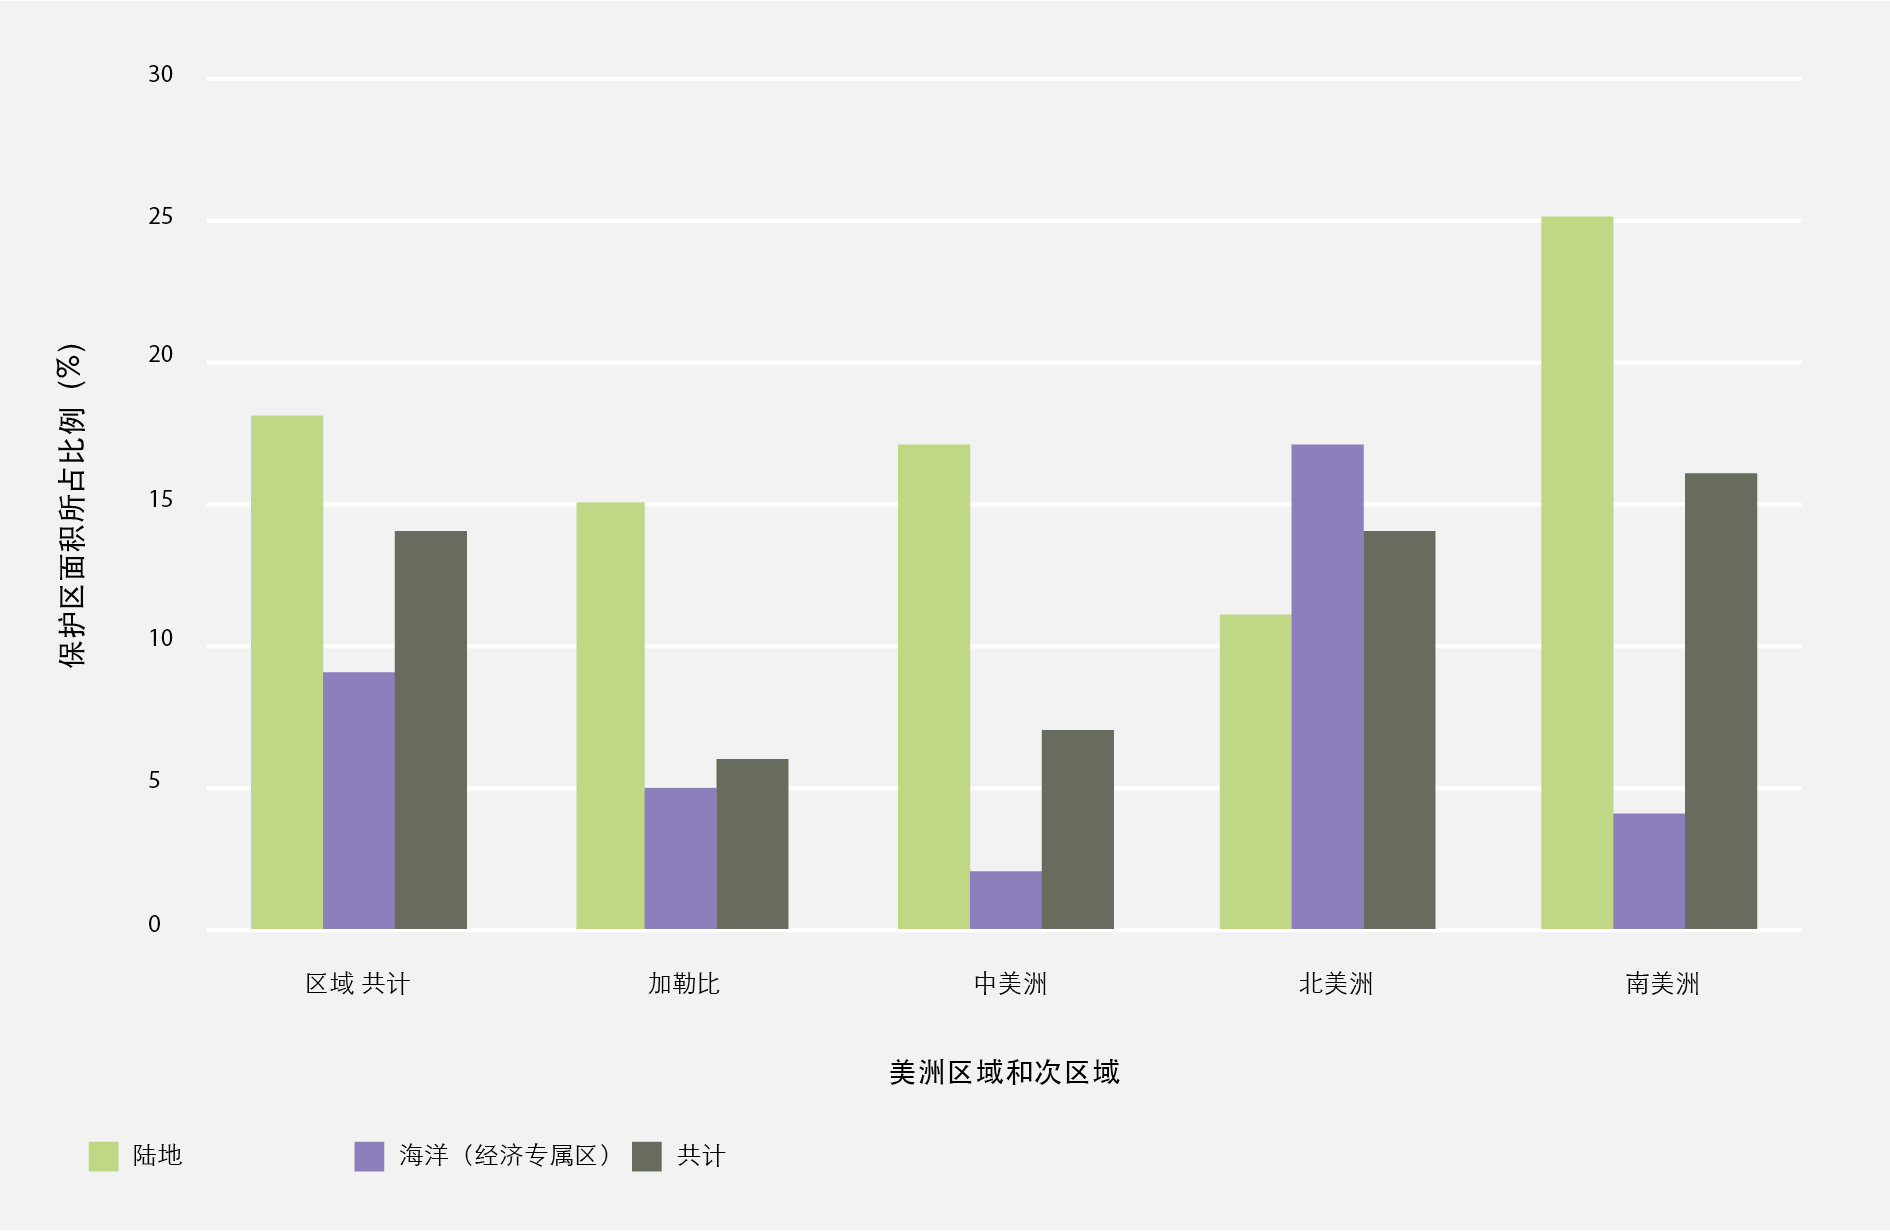 保护区面积所占比例 (%)
30
25
20
15
10
5
0
区域 共计
加勒比
中美洲
北美洲
南美洲
美洲区域和次区域
陆地
海洋（经济专属区）
共计